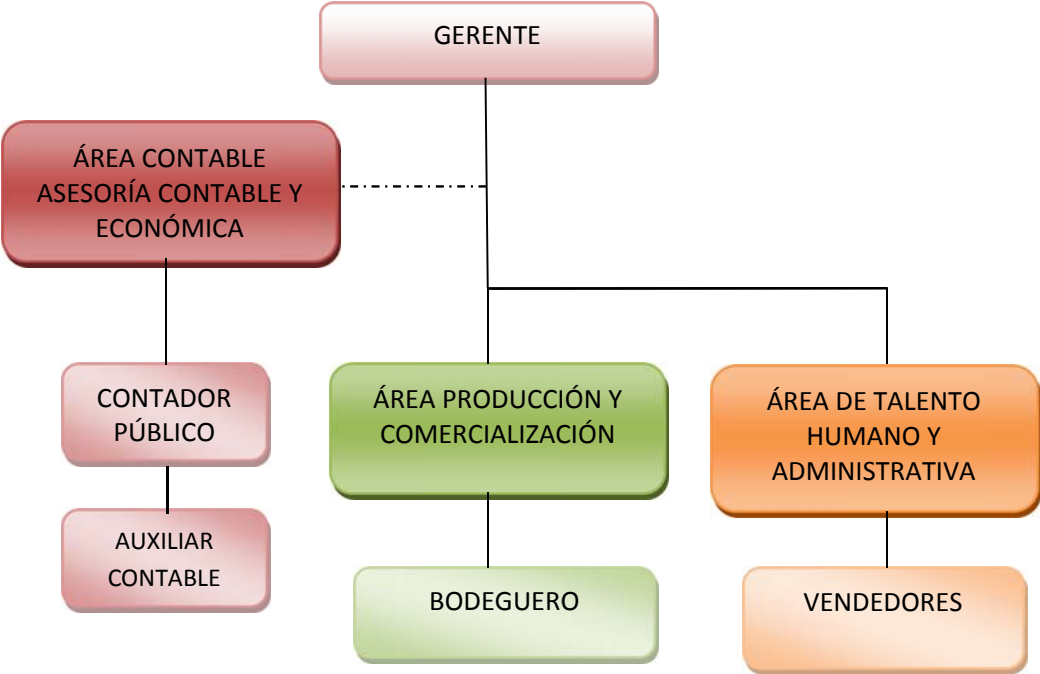 GERENTE
ÁREA CONTABLE
ASESORÍA CONTABLE Y
ECONÓMICA
CONTADOR
PÚBLICO
AUXILIAR
CONTABLE
ÁREA PRODUCCIÓN Y
COMERCIALIZACIÓN
BODEGUERO
ÁREA DE TALENTO
HUMANO Y
ADMINISTRATIVA
VENDEDORES